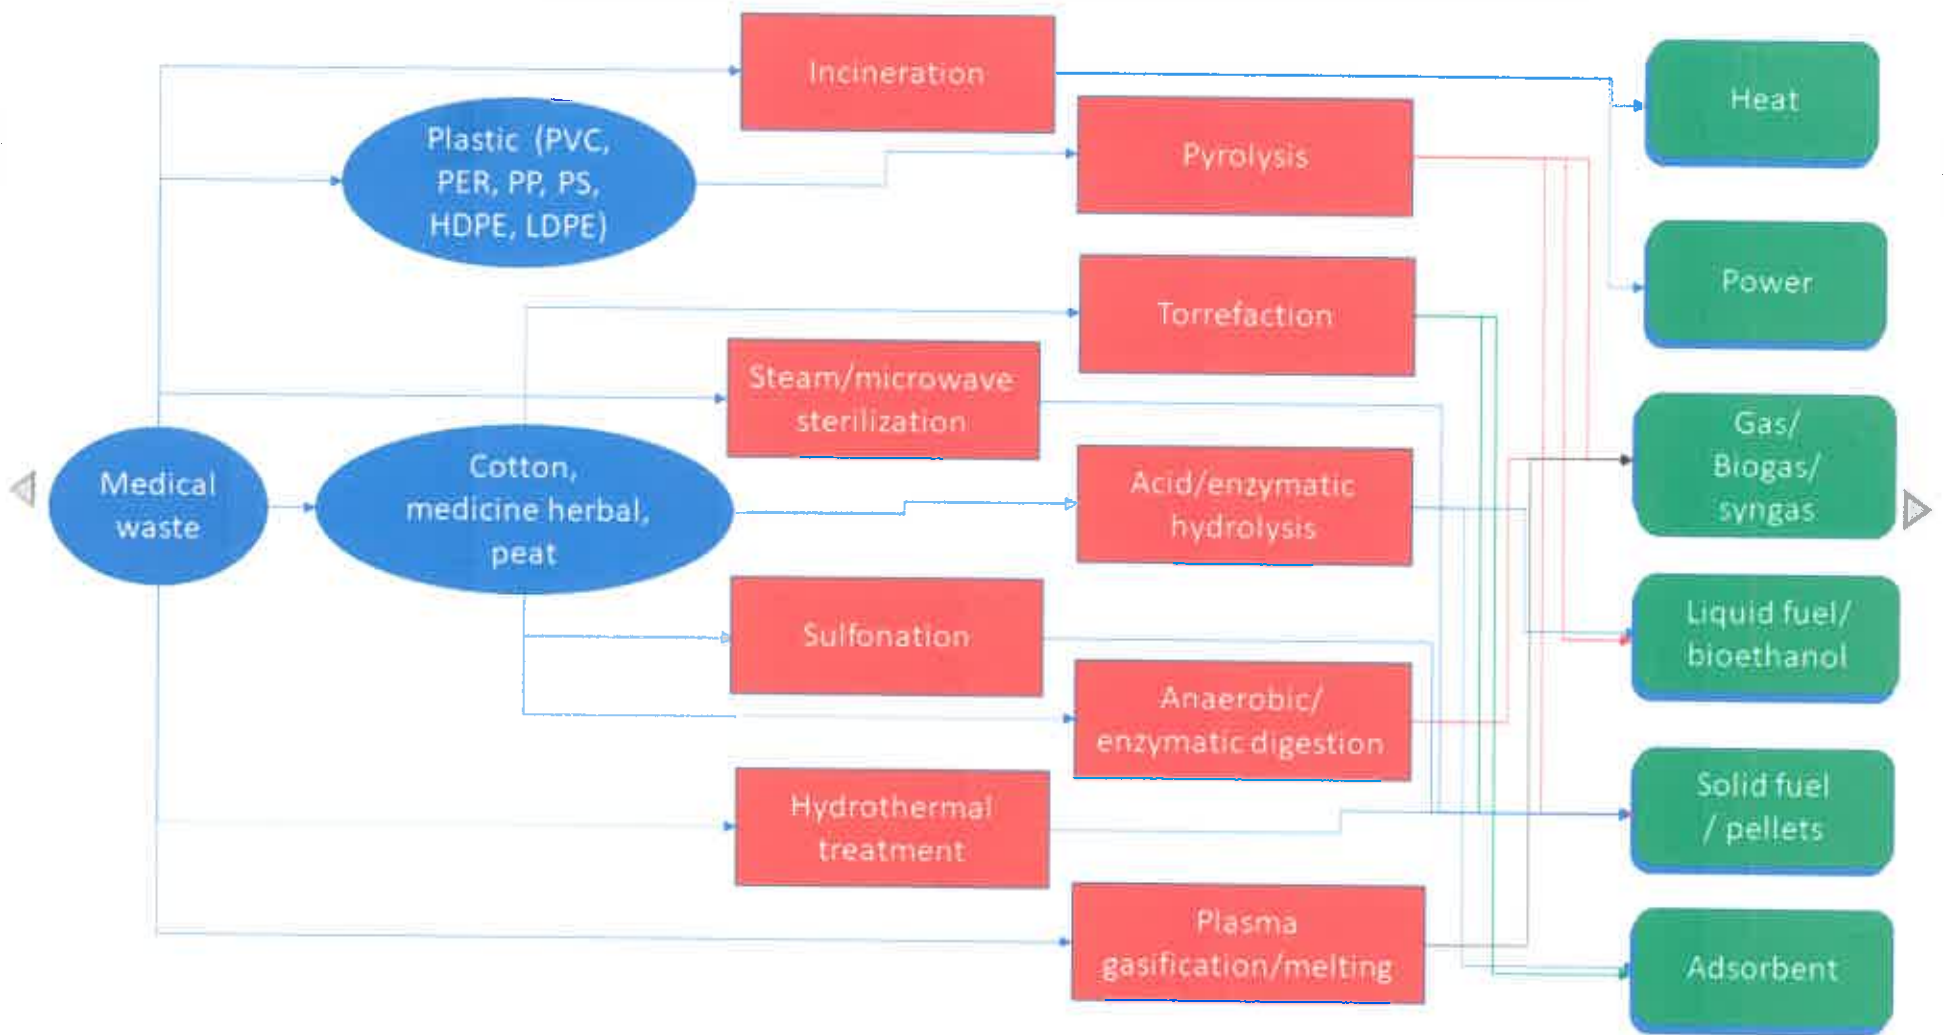 Incineration
Heat
Plastic (PVC,
PER, PP, PS,
HDPE, LDPE)
Pyrolysis
Power
Torrefaction
Steam/microwave
sterilization
Gas/
Biogas/
syngas
Medical
waste
Cotton,
medicine herbal,
peat
Acid/enzymatic
hydrolysis
Sulfonation
Liquid fuel/
bioethanol
Anaerobic/
enzymatic digestion
Hydrothermal
treatment
Solid fuel
/ pellets
Plasma
gasification/melting
Adsorbent